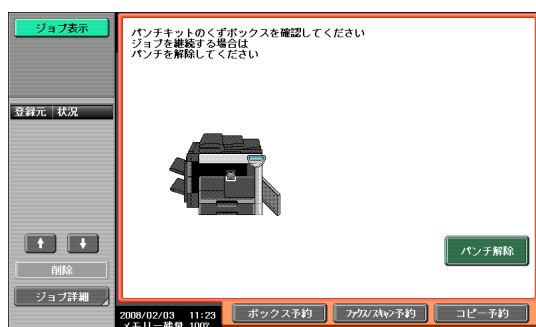 ジョブ表示
パンチキットのくずボックスを確認してください
ジョブを継続する場合は
パンチを解除してください
登録元 状況
パンチ解除
削除
ジョブ詳細
2008/02/03 11:23
メモリー残量 100%
ボックス予約
ファクス/スキャン予約
コピー予約